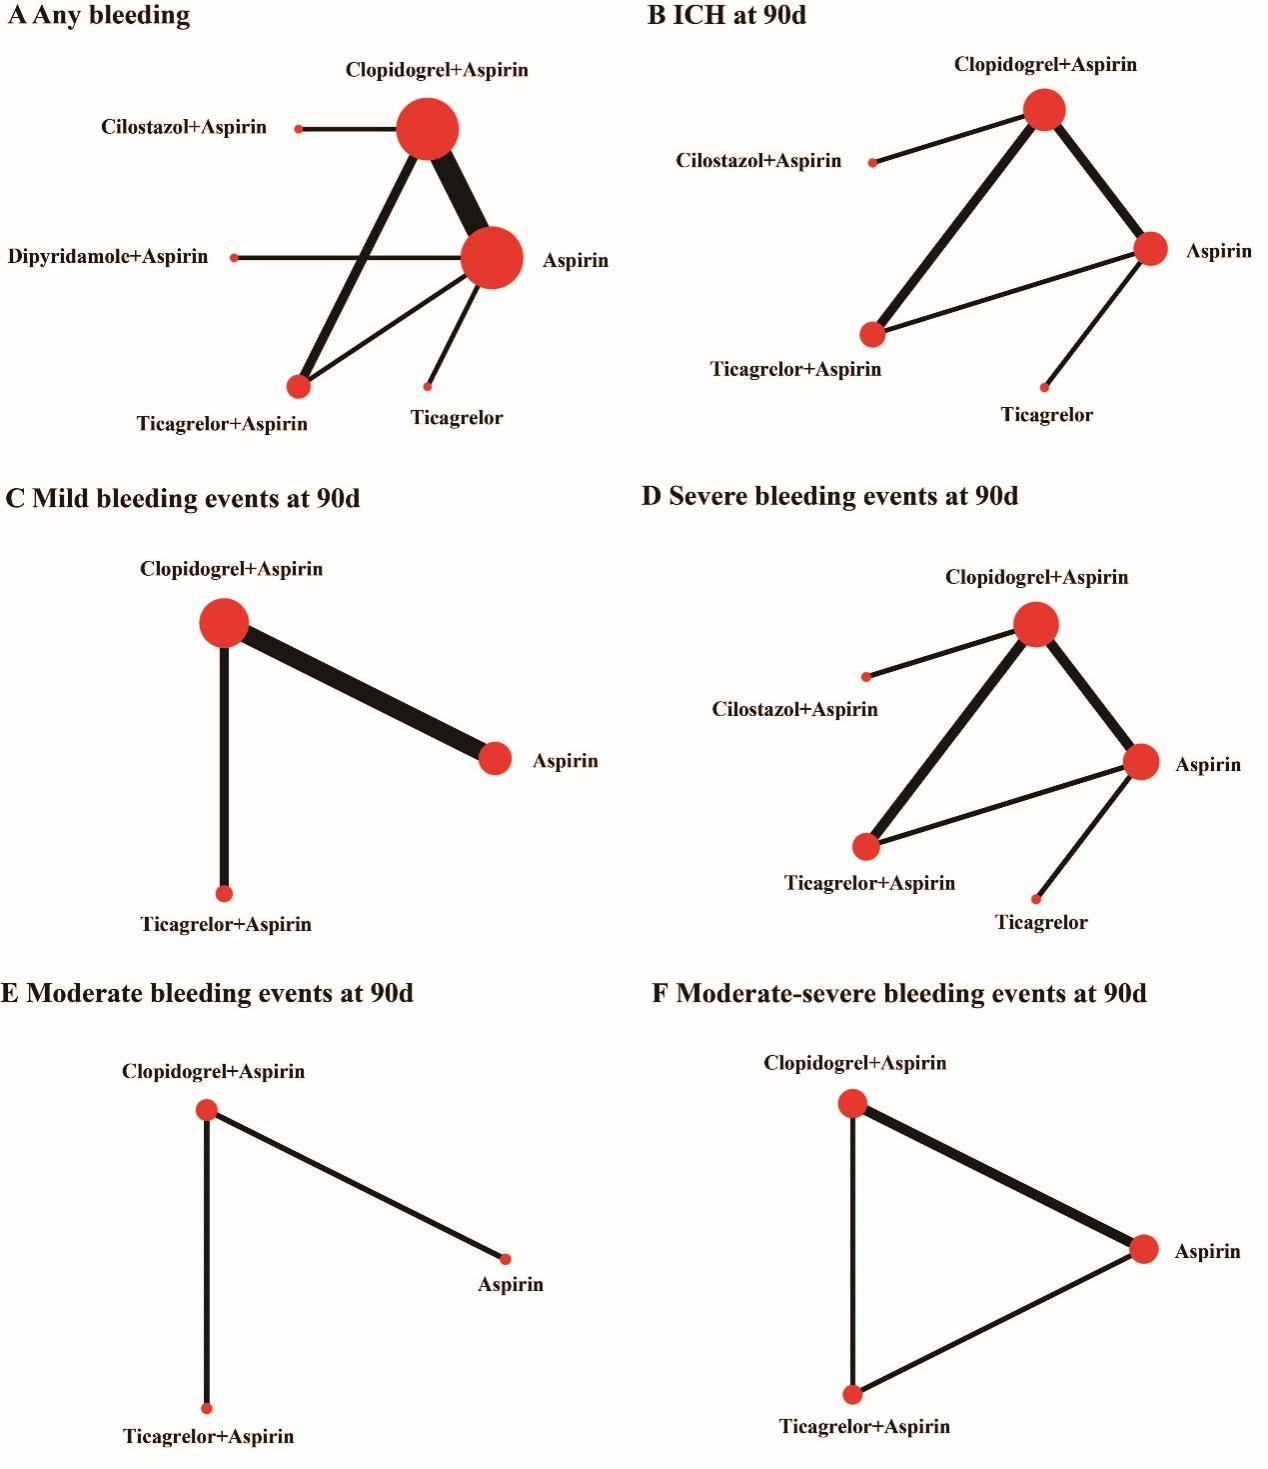 A Any bleeding
Clopidogrel+Aspirin
Cilostazol+Aspirin
Dipyridamole+Aspirin
Aspirin
Ticagrelor+Aspirin
Ticagrelor
B ICH at 90d
Clopidogrel+Aspirin
Cilostazol+Aspirin
Aspirin
Ticagrelor+Aspirin
Ticagrelor
C Mild bleeding events at 90d
Clopidogrel+Aspirin
Aspirin
Ticagrelor+Aspirin
D Severe bleeding events at 90d
Clopidogrel+Aspirin
Cilostazol+Aspirin
Aspirin
Ticagrelor+Aspirin
Ticagrelor
E Moderate bleeding events at 90d
Clopidogrel+Aspirin
Aspirin
Ticagrelor+Aspirin
F Moderate-severe bleeding events at 90d
Clopidogrel+Aspirin
Aspirin
Ticagrelor+Aspirin